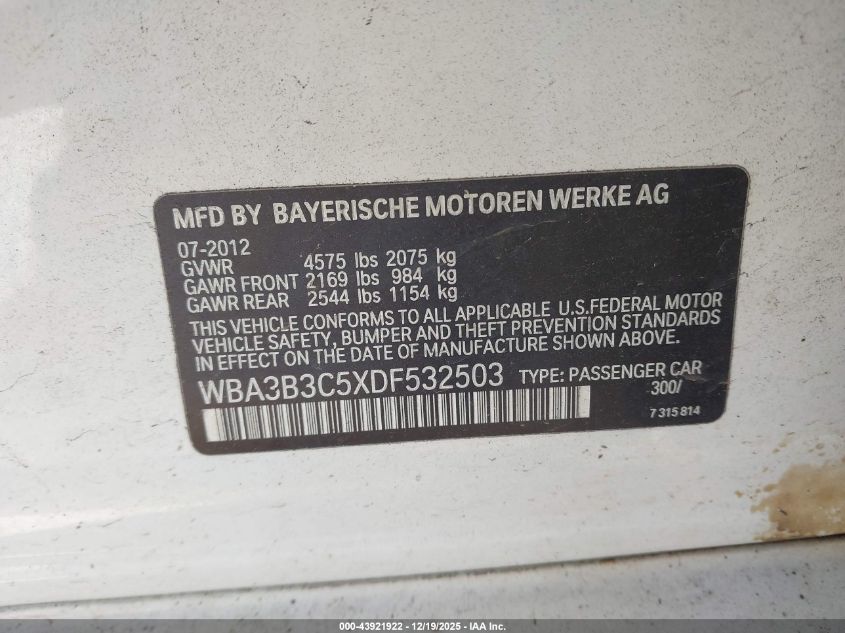 MFD BY BAYERISCHE MOTOREN WERKE AG
07-2012
GVWR 4575 lbs 2075 kg
GAWR FRONT 2169 lbs 984 kg
GAWR REAR 2544 lbs 1154 kg
THIS VEHICLE CONFORMS TO ALL APPLICABLE U.S.FEDERAL MOTOR
VEHICLE SAFETY, BUMPER AND THEFT PREVENTION STANDARDS
IN EFFECT ON THE DATE OF MANUFACTURE SHOWN ABOVE.
WBA3B3C5XDF532503 TYPE: PASSENGER CAR
300/
7 315 814
000-43921922 - 12/19/2025 - IAA Inc.